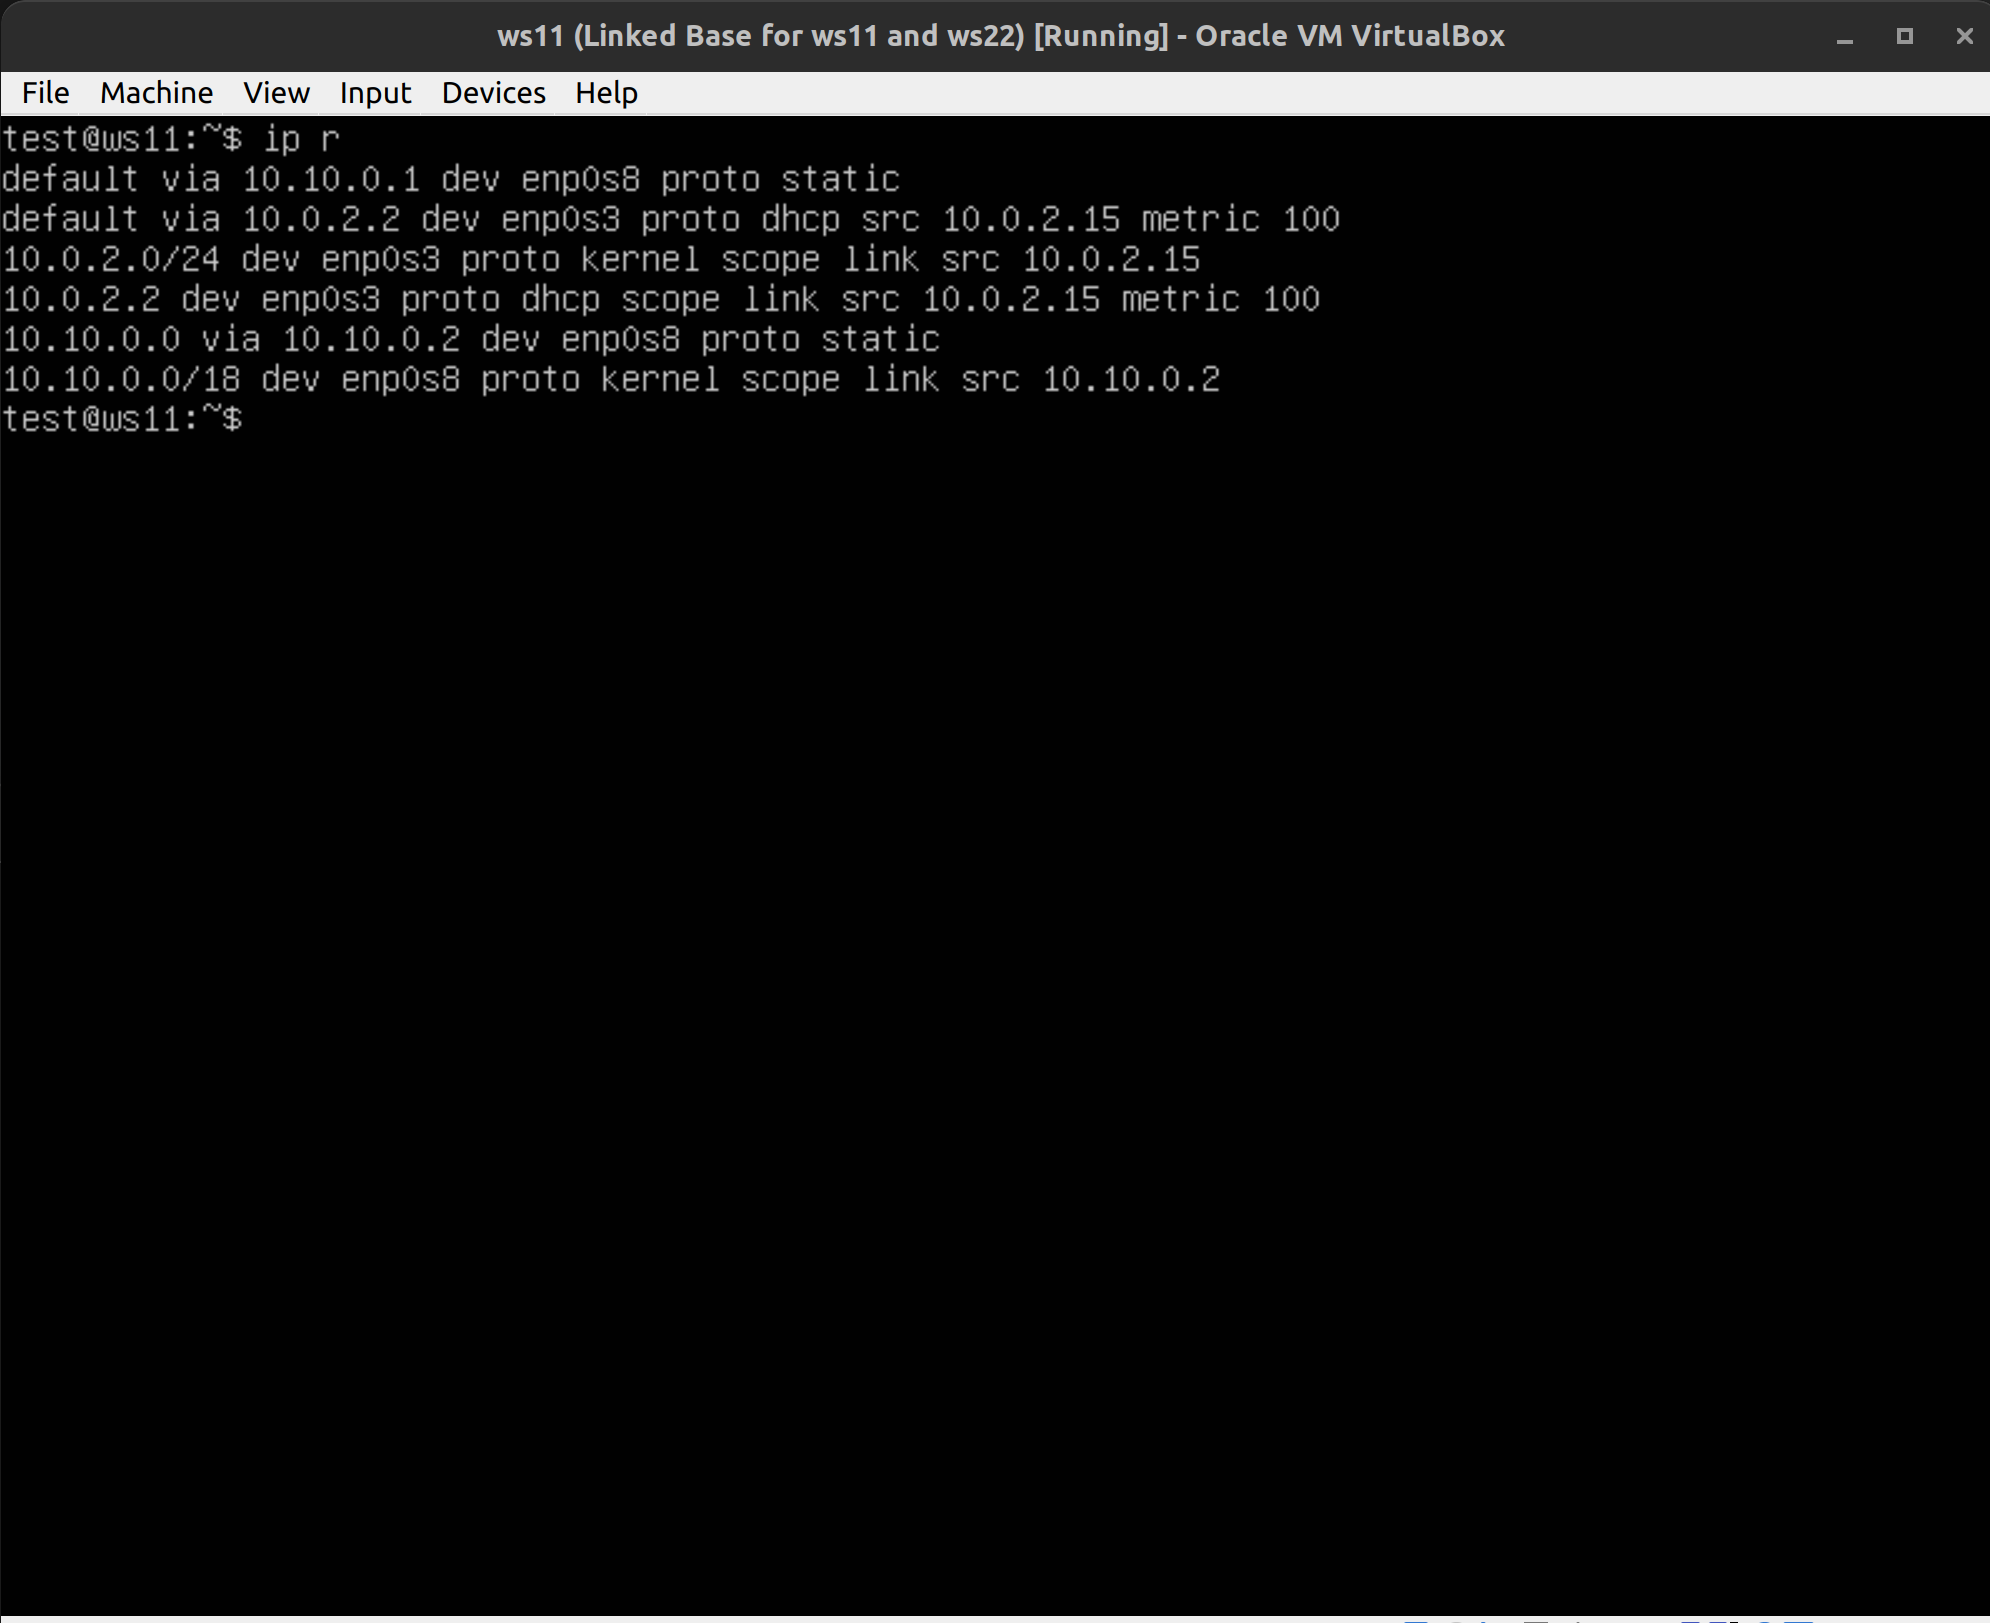 ws11 (Linked Base for ws11 and ws22) [Running] - Oracle VM VirtualBox
File Machine View Input Devices Help
test@ws11:~$ ip r
default via 10.10.0.1 dev enp0s8 proto static
default via 10.0.2.2 dev enp0s3 proto dhcp src 10.0.2.15 metric 100
10.0.2.0/24 dev enp0s3 proto kernel scope link src 10.0.2.15
10.0.2.2 dev enp0s3 proto dhcp scope link src 10.0.2.15 metric 100
10.10.0.0 via 10.10.0.2 dev enp0s8 proto static
10.10.0.0/18 dev enp0s8 proto kernel scope link src 10.10.0.2
test@ws11:~$